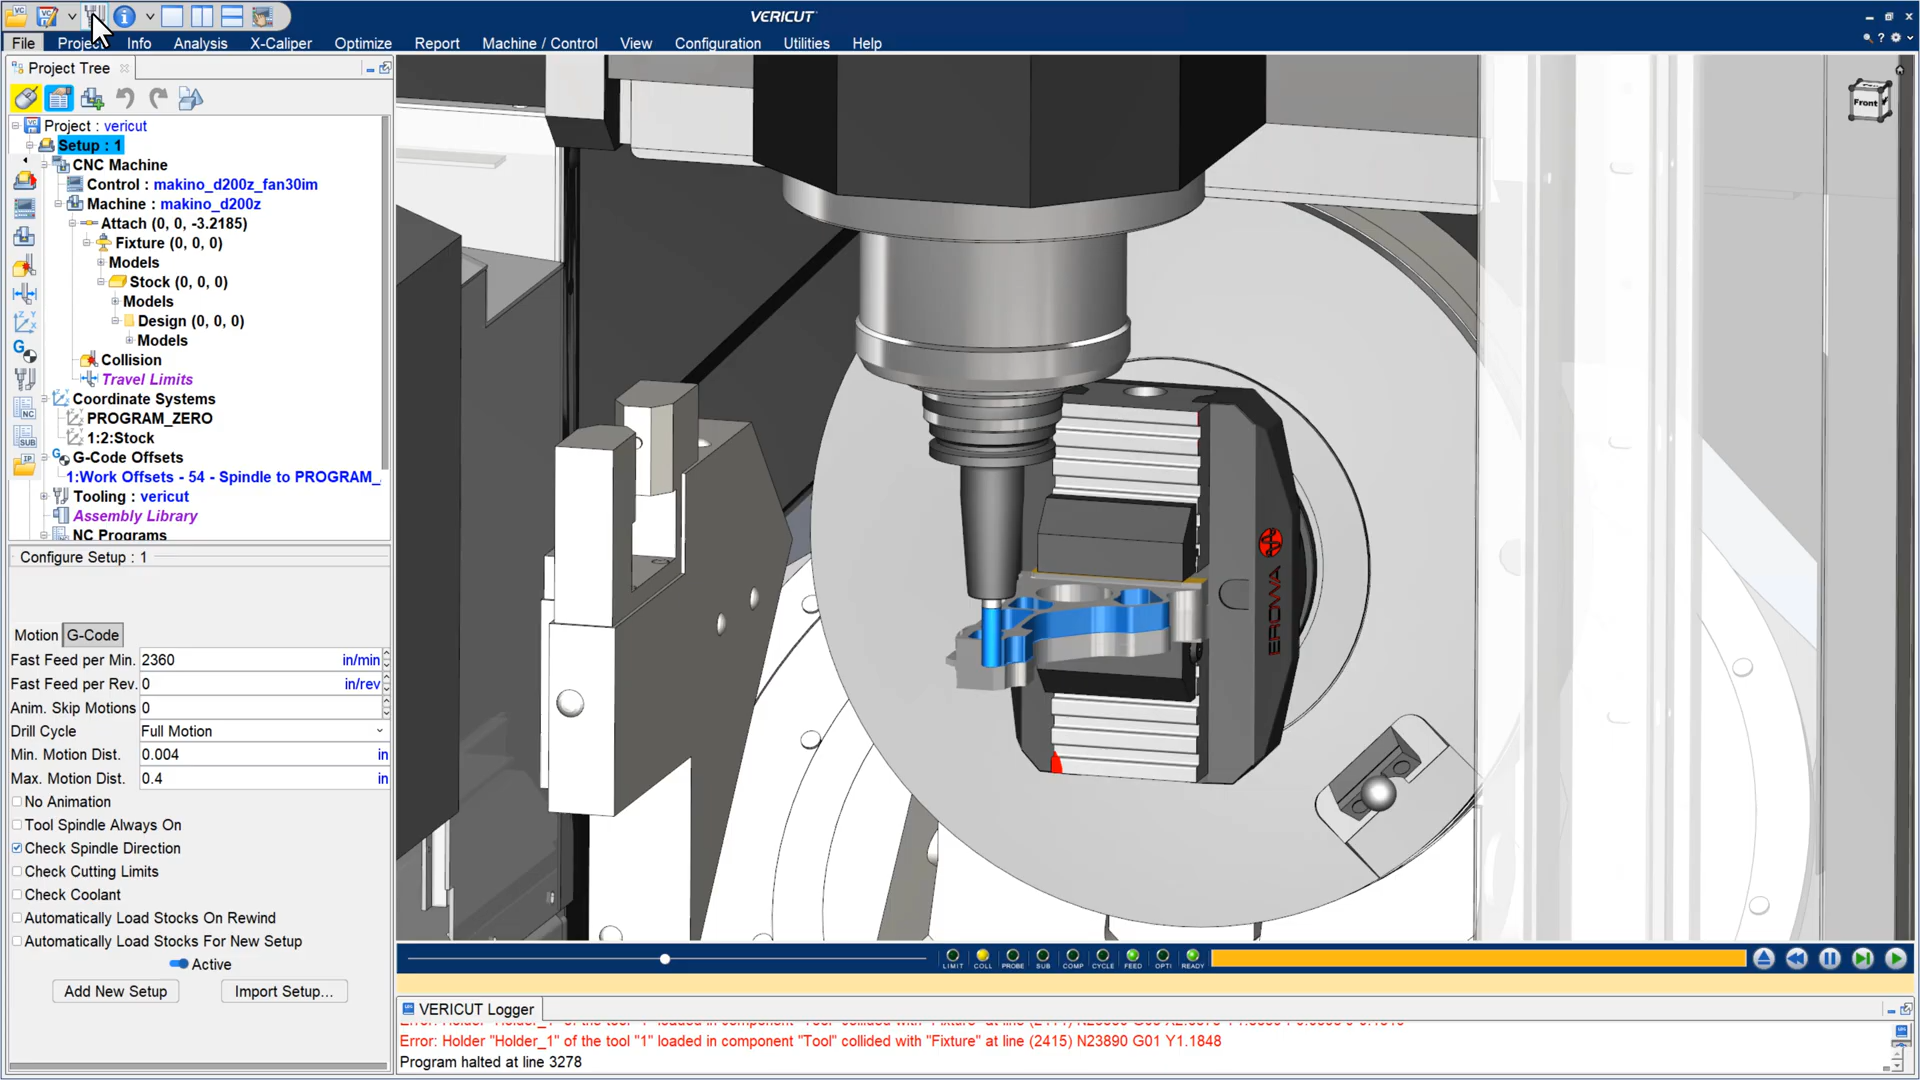 VERICUT
File Project Info Analysis X-Caliper Optimize Report Machine / Control View Configuration Utilities Help
Project Tree
Project : vericut
Setup : 1
CNC Machine
Control : makino_d200z_fan30im
Machine : makino_d200z
Attach (0, 0, -3.2185)
Fixture (0, 0, 0)
Models
Stock (0, 0, 0)
Models
Design (0, 0, 0)
Models
Collision
Travel Limits
Coordinate Systems
PROGRAM_ZERO
1:2:Stock
G-Code Offsets
1:Work Offsets - 54 - Spindle to PROGRAM_
Tooling : vericut
Assembly Library
NC Programs
Configure Setup : 1
Motion G-Code
Fast Feed per Min. 2360 in/min
Fast Feed per Rev. 0 in/rev
Anim. Skip Motions 0
Drill Cycle Full Motion
Min. Motion Dist. 0.004 in
Max. Motion Dist. 0.4 in
No Animation
Tool Spindle Always On
Check Spindle Direction
Check Cutting Limits
Check Coolant
Automatically Load Stocks On Rewind
Automatically Load Stocks For New Setup
Active
Add New Setup Import Setup...
Front
EROWA
LIMIT COLL PROBE SUB COMP CYCLE FEED OPTI READY
VERICUT Logger
Error: Holder "Holder_1" of the tool "1" loaded in component "Tool" collided with "Fixture" at line (2415) N23890 G01 Y1.1848
Program halted at line 3278